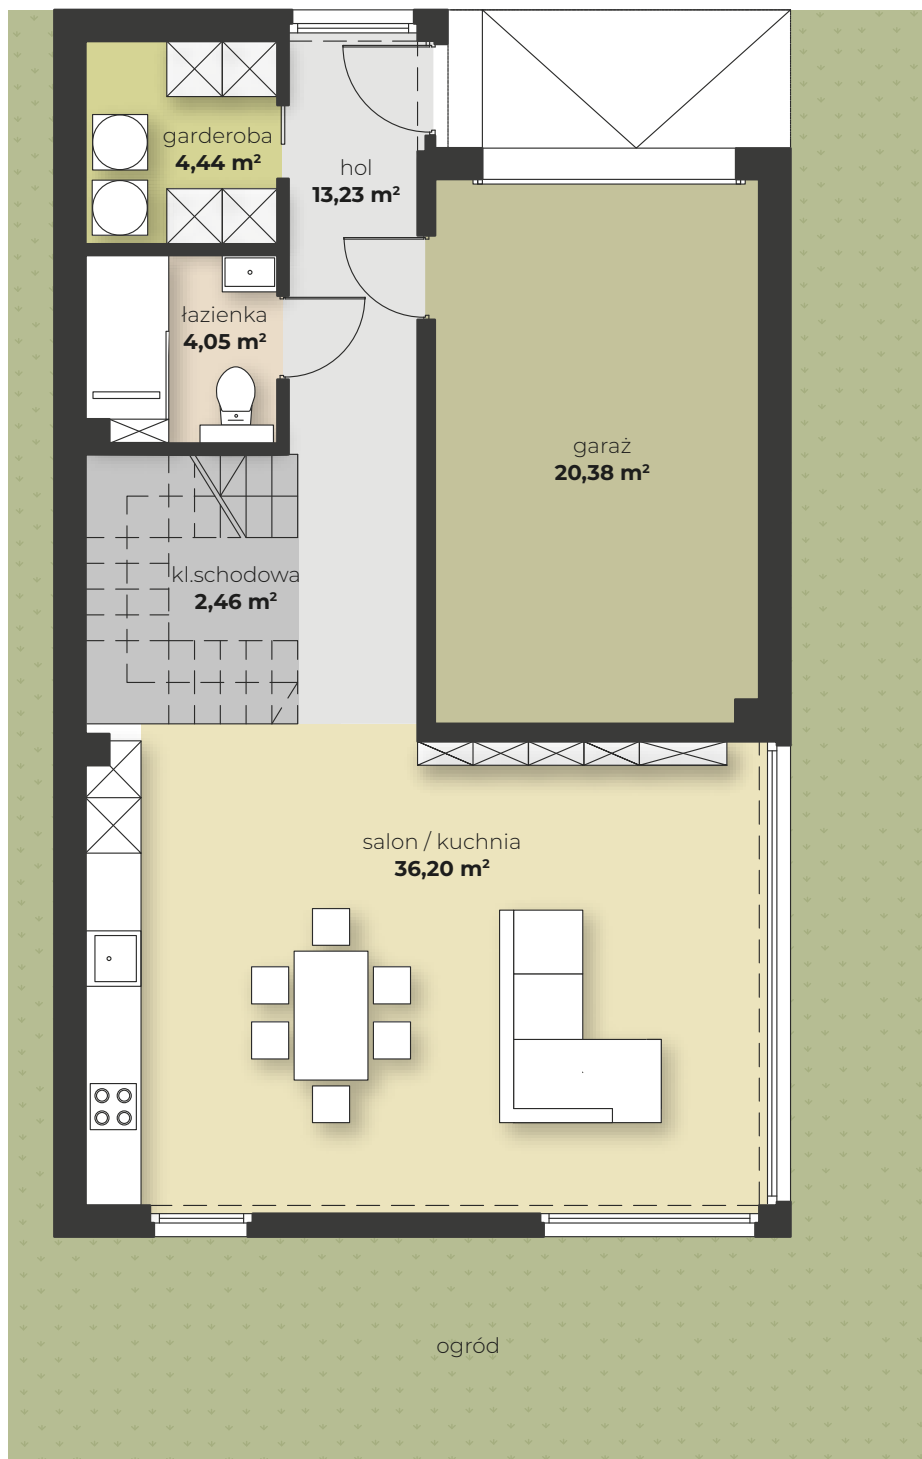 garderoba
4,44 m²
hol
13,23 m²
łazienka
4,05 m²
garaż
20,38 m²
kl.schodowa
2,46 m²
salon / kuchnia
36,20 m²
ogród